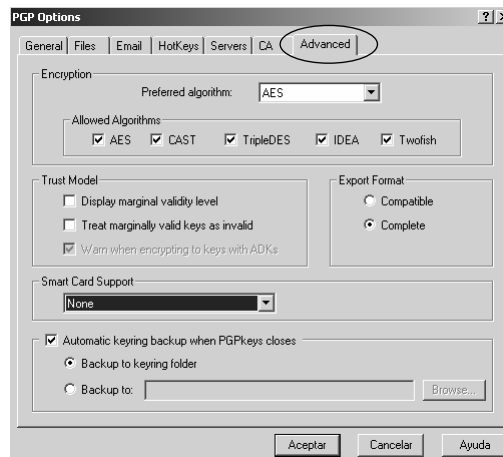 PGP Options
General Files Email HotKeys Servers CA Advanced
Encryption
Preferred algorithm: AES
Allowed Algorithms
AES CAST TripleDES IDEA Twofish
Trust Model
Display marginal validity level
Treat marginally valid keys as invalid
Warn when encrypting to keys with ADKs
Export Format
Compatible
Complete
Smart Card Support
None
Automatic keyring backup when PGPkeys closes
Backup to keyring folder
Backup to: Browse...
Aceptar Cancelar Ayuda